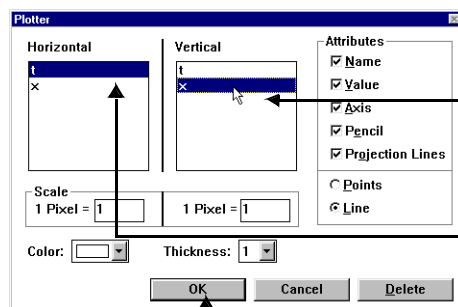 Plotter
Horizontal
Vertical
Attributes
t
x
t
x
Name
Value
Axis
Pencil
Projection Lines
Points
Line
Scale
1 Pixel = 1
1 Pixel = 1
Color:
Thickness: 1
OK
Cancel
Delete